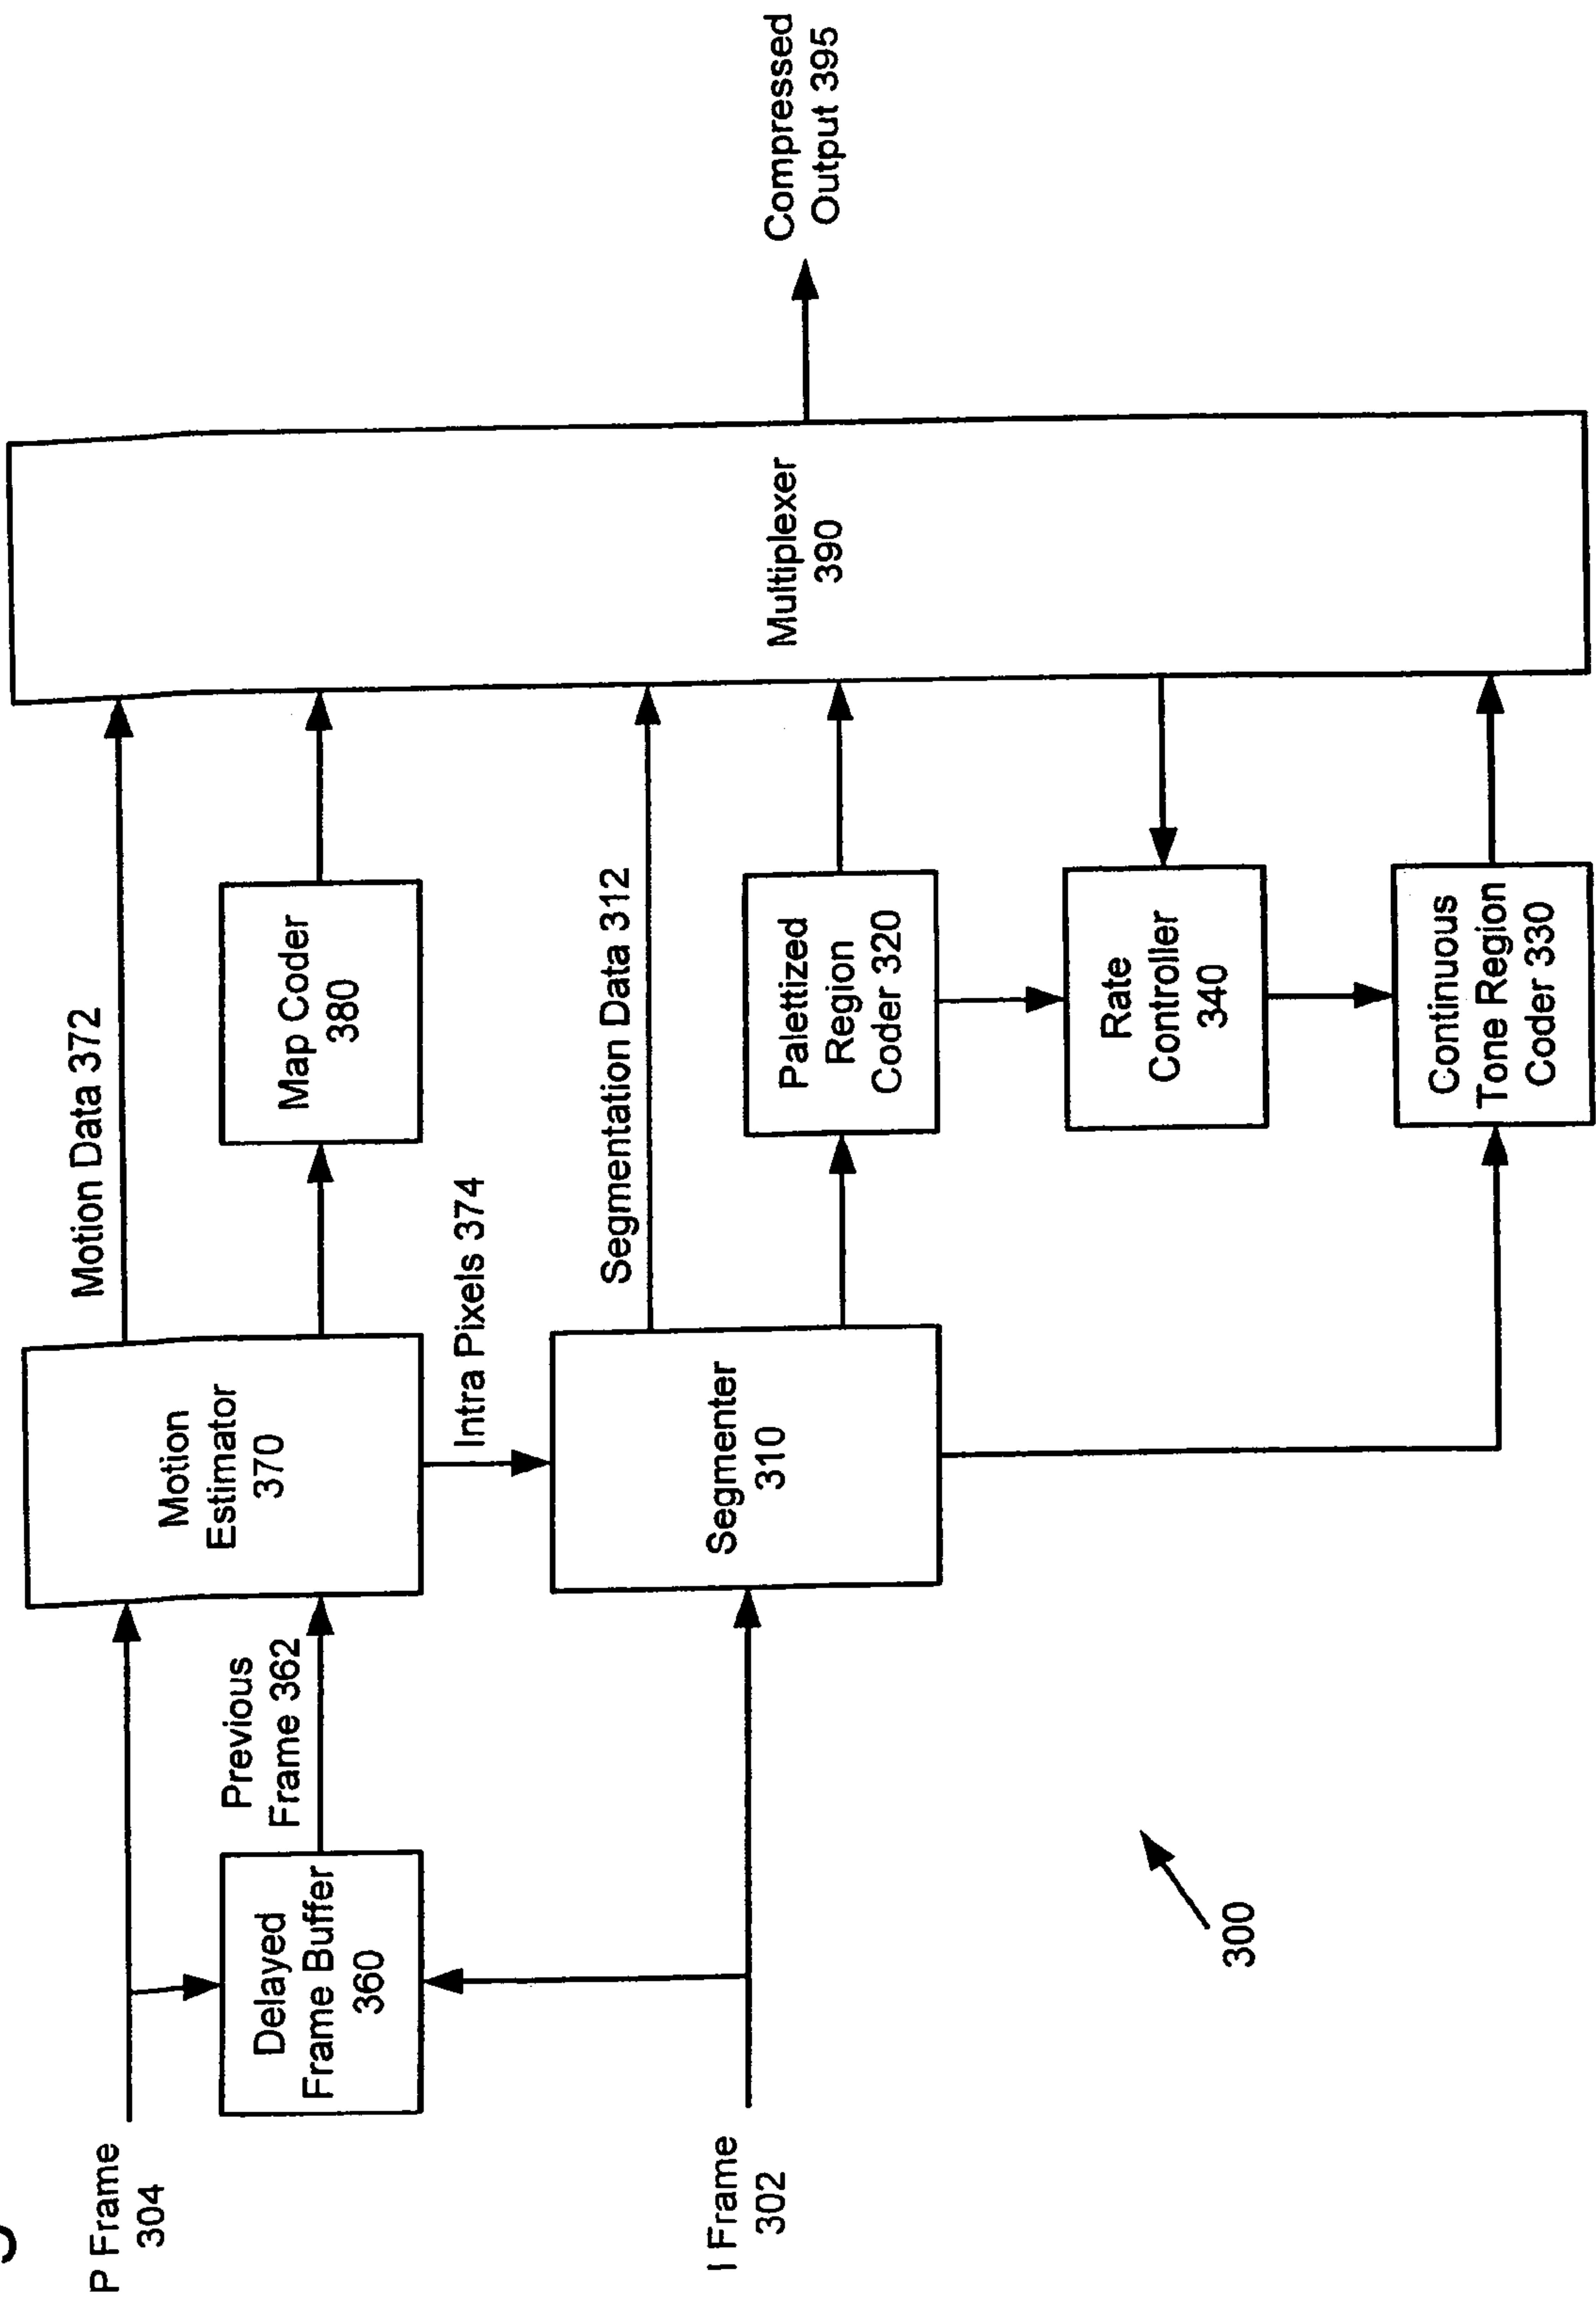 P Frame
304
I Frame
302
Delayed
Frame Buffer
360
Previous
Frame 362
Motion
Estimator
370
Intra Pixels 374
Segmenter
310
Motion Data 372
Map Coder
380
Segmentation Data 312
Palettized
Region
Coder 320
Rate
Controller
340
Continuous
Tone Region
Coder 330
Multiplexer
390
Compressed
Output 395
300